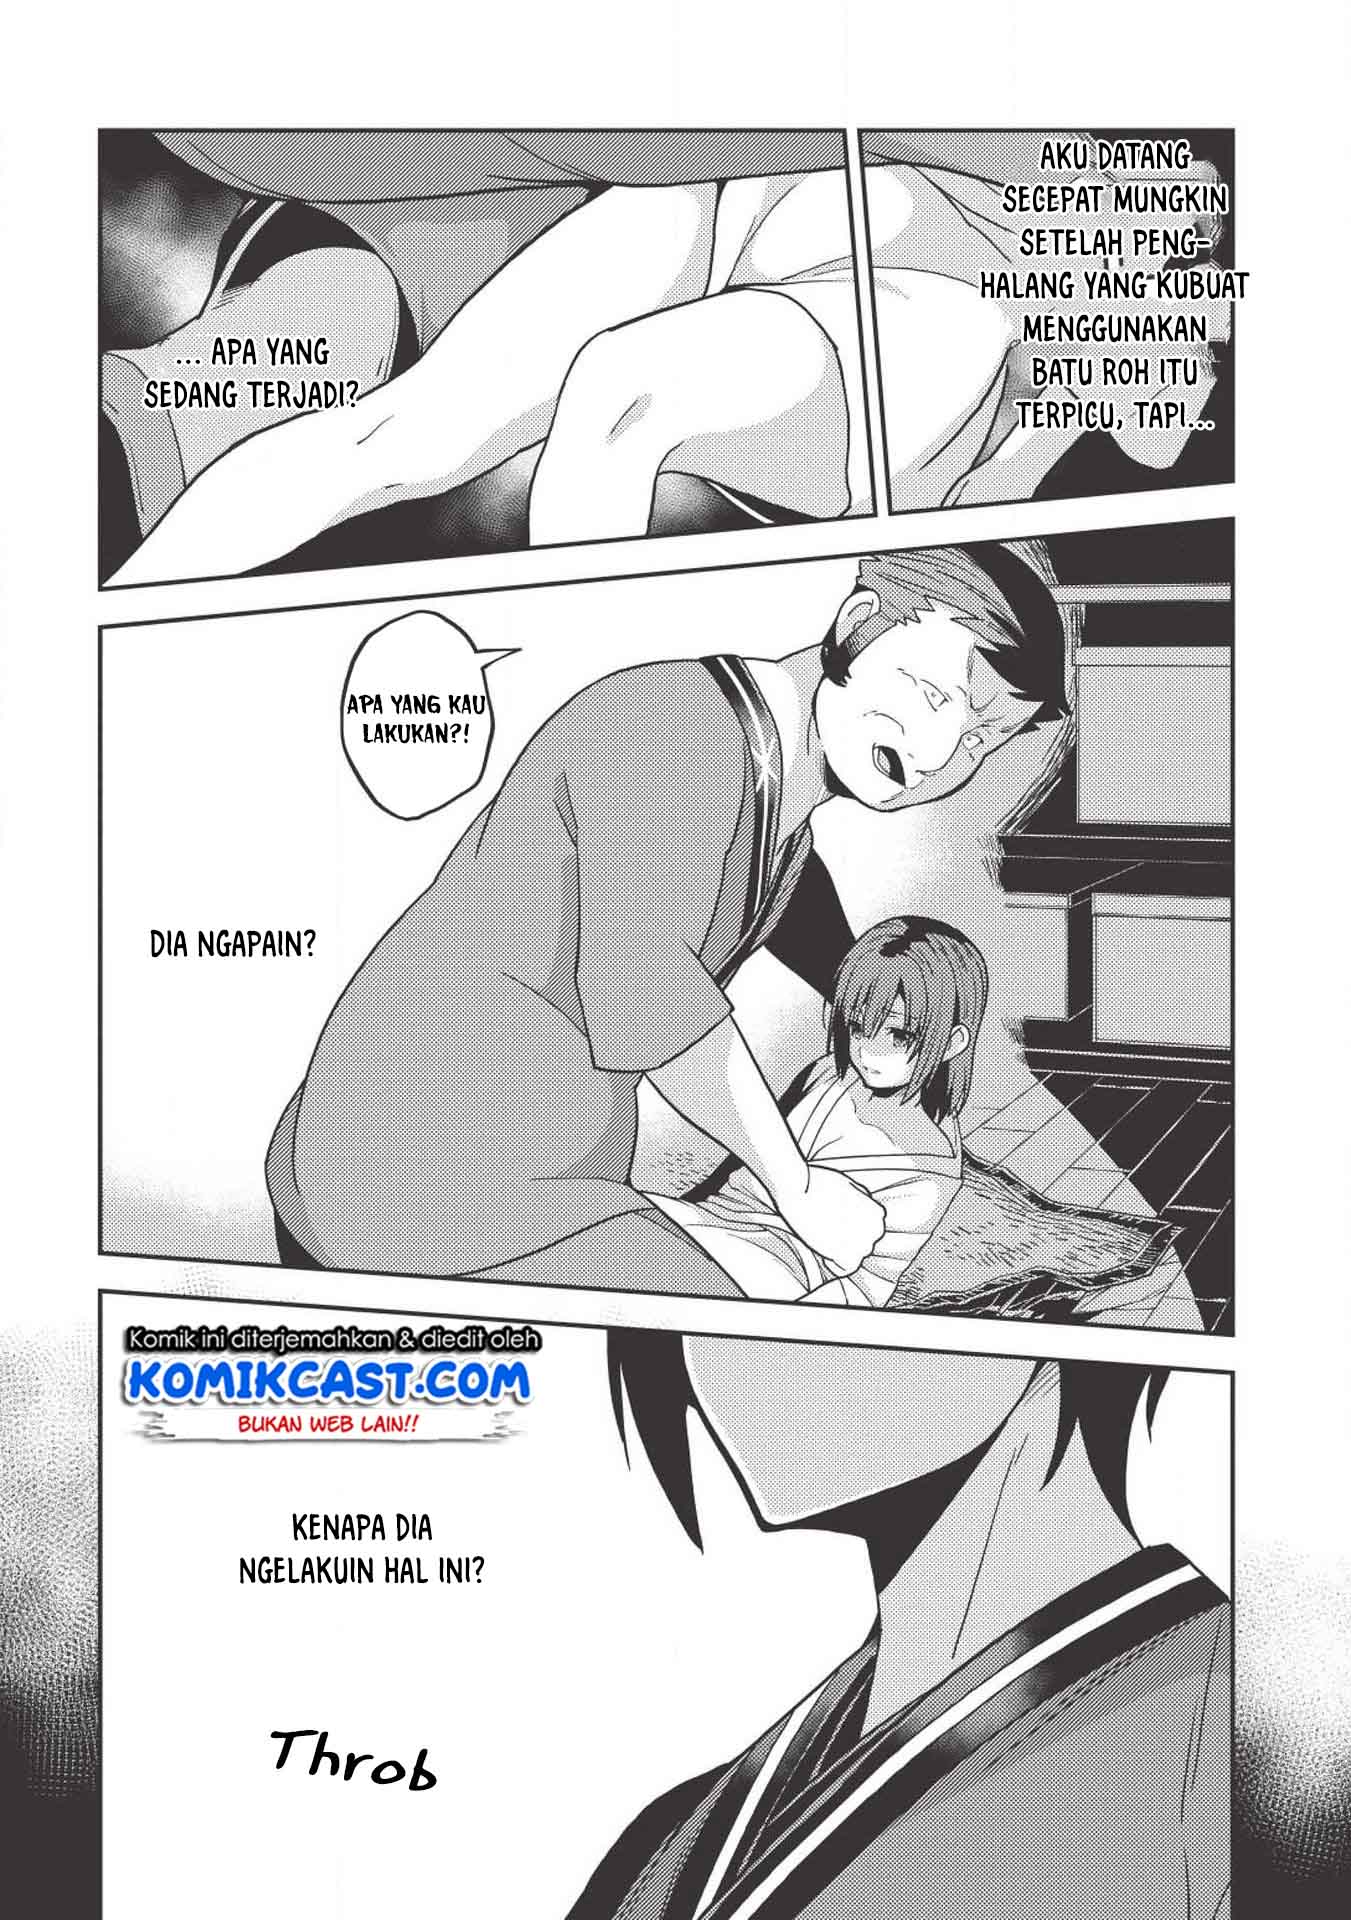 AKU DATANG
SECEPAT MUNGKIN
SETELAH PENG-
HALANG YANG KUBUAT
MENGGUNAKAN
BATU ROH ITU
TERPICU, TAPI...
... APA YANG
SEDANG TERJADI?
APA YANG KAU
LAKUKAN?!
DIA NGAPAIN?
Komik ini diterjemahkan & diedit oleh
KOMIKCAST.COM
BUKAN WEB LAIN!!
KENAPA DIA
NGELAKUIN HAL INI?
Throb